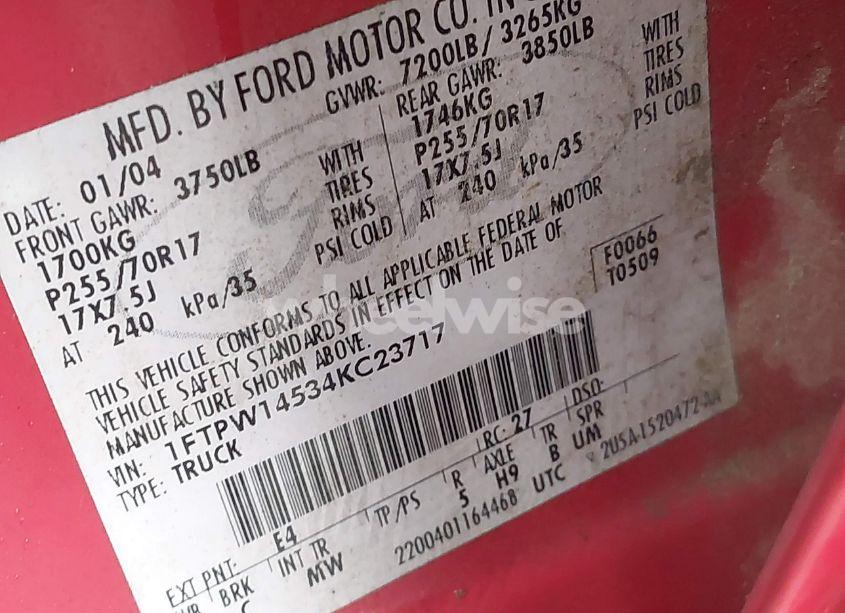 MFD. BY FORD MOTOR CO. IN
DATE: 01/04 GVWR: 7200LB/ 3265KG
FRONT GAWR: 3750LB REAR GAWR: 3850LB
1700KG WITH 1746KG WITH
P255/70R17 TIRES P255/70R17 TIRES
17X7.5J RIMS 17X7.5J RIMS
AT 240 kPa/35 PSI COLD AT 240 kPa/35 PSI COLD
THIS VEHICLE CONFORMS TO ALL APPLICABLE FEDERAL MOTOR
VEHICLE SAFETY STANDARDS IN EFFECT ON THE DATE OF
MANUFACTURE SHOWN ABOVE.
F0066
T0509
VIN: 1FTPW14534KC23717
TYPE: TRUCK
EXT PNT: E4 RC: 27 DSO:
WB BRK INT TR TP/PS R AXLE TR SPR
C MW 5 H9 B UM
2200401164468 UTC
Ford
wheelwise